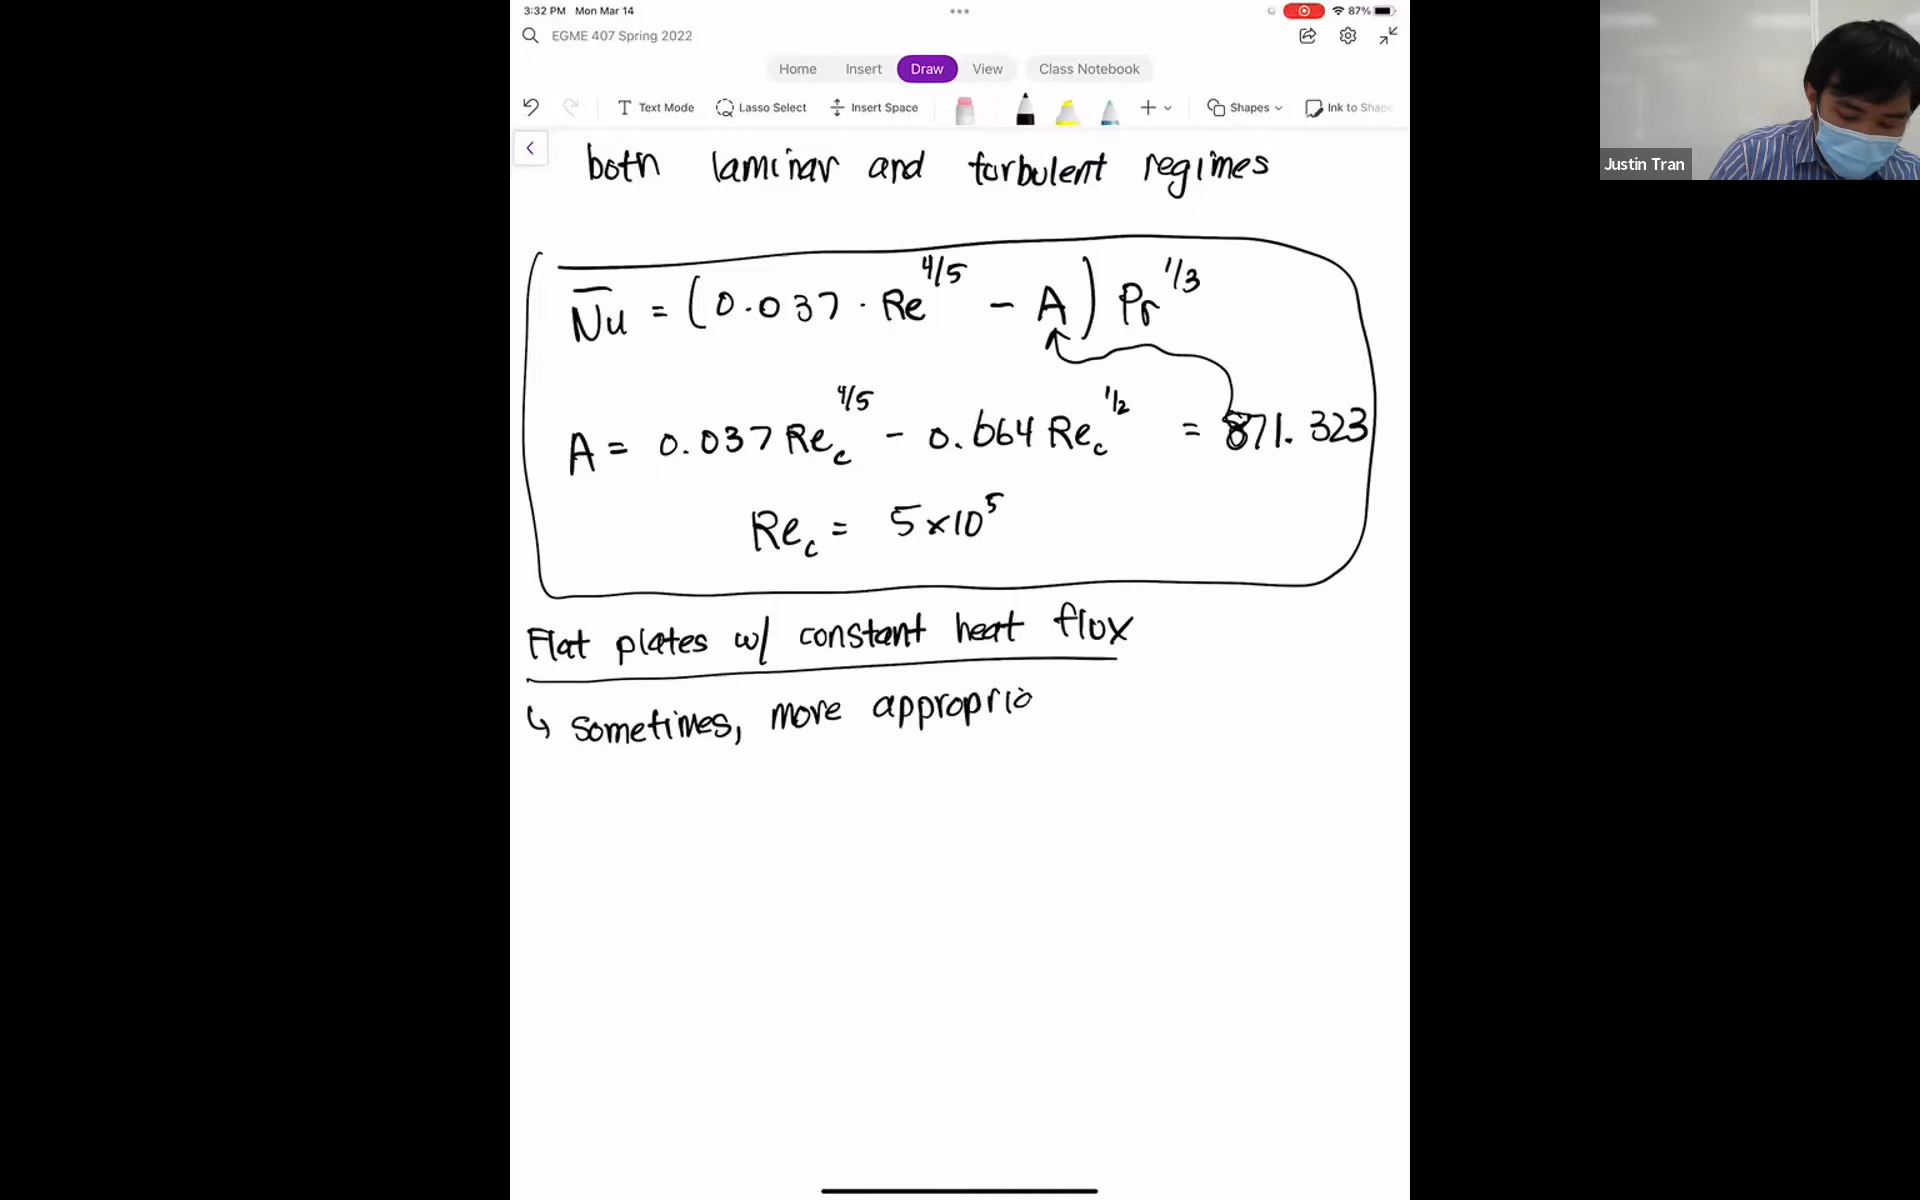 3:32 PM Mon Mar 14
87%
EGME 407 Spring 2022
Home Insert Draw View Class Notebook
Text Mode Lasso Select Insert Space Shapes Ink to Shape
Justin Tran
both laminar and turbulent regimes
N̅u̅ = (0.037 · Re^4/5 − A) Pr^1/3
A = 0.037 Re_c^4/5 − 0.664 Re_c^1/2 = 871.323
Re_c = 5×10^5
Flat plates w/ constant heat flux
↳ sometimes, more appropria